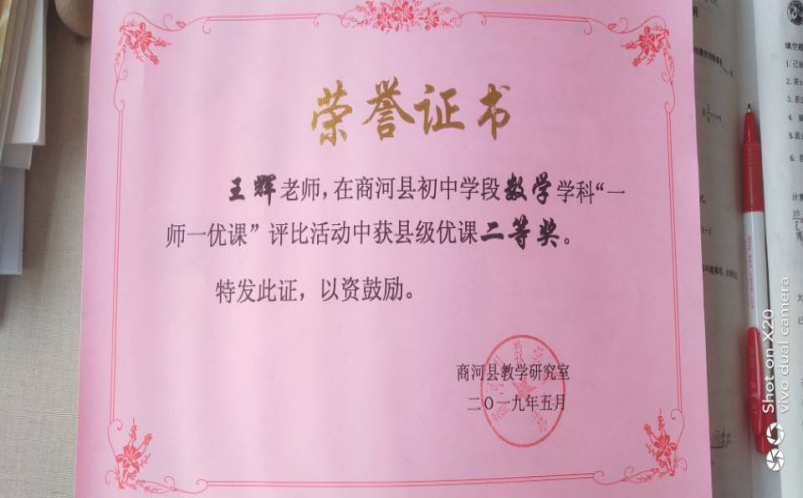 荣誉证书
王辉老师，在商河县初中学段数学学科“一
师一优课”评比活动中获县级优课二等奖。
特发此证，以资鼓励。
商河县教学研究室
二〇一九年五月
Shot on X20
vivo dual camera